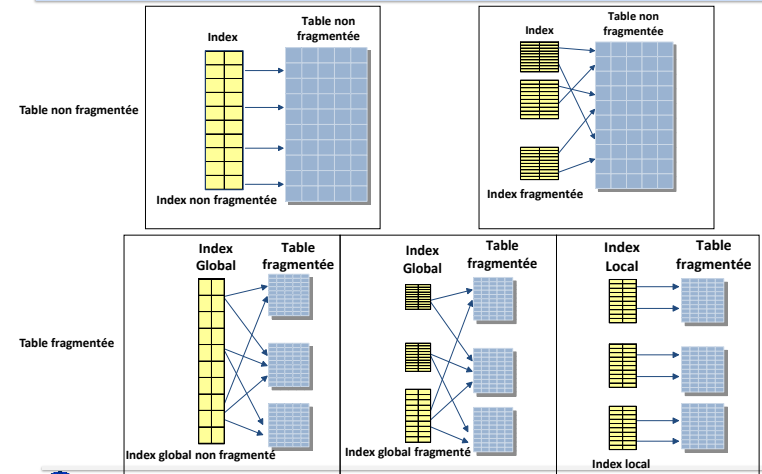 Table non fragmentée
Index
Table non
fragmentée
Index non fragmentée
Index
Table non
fragmentée
Index fragmentée
Table fragmentée
Index
Global
Table
fragmentée
Index global non fragmenté
Index
Global
Table
fragmentée
Index global fragmenté
Index
Local
Table
fragmentée
Index local